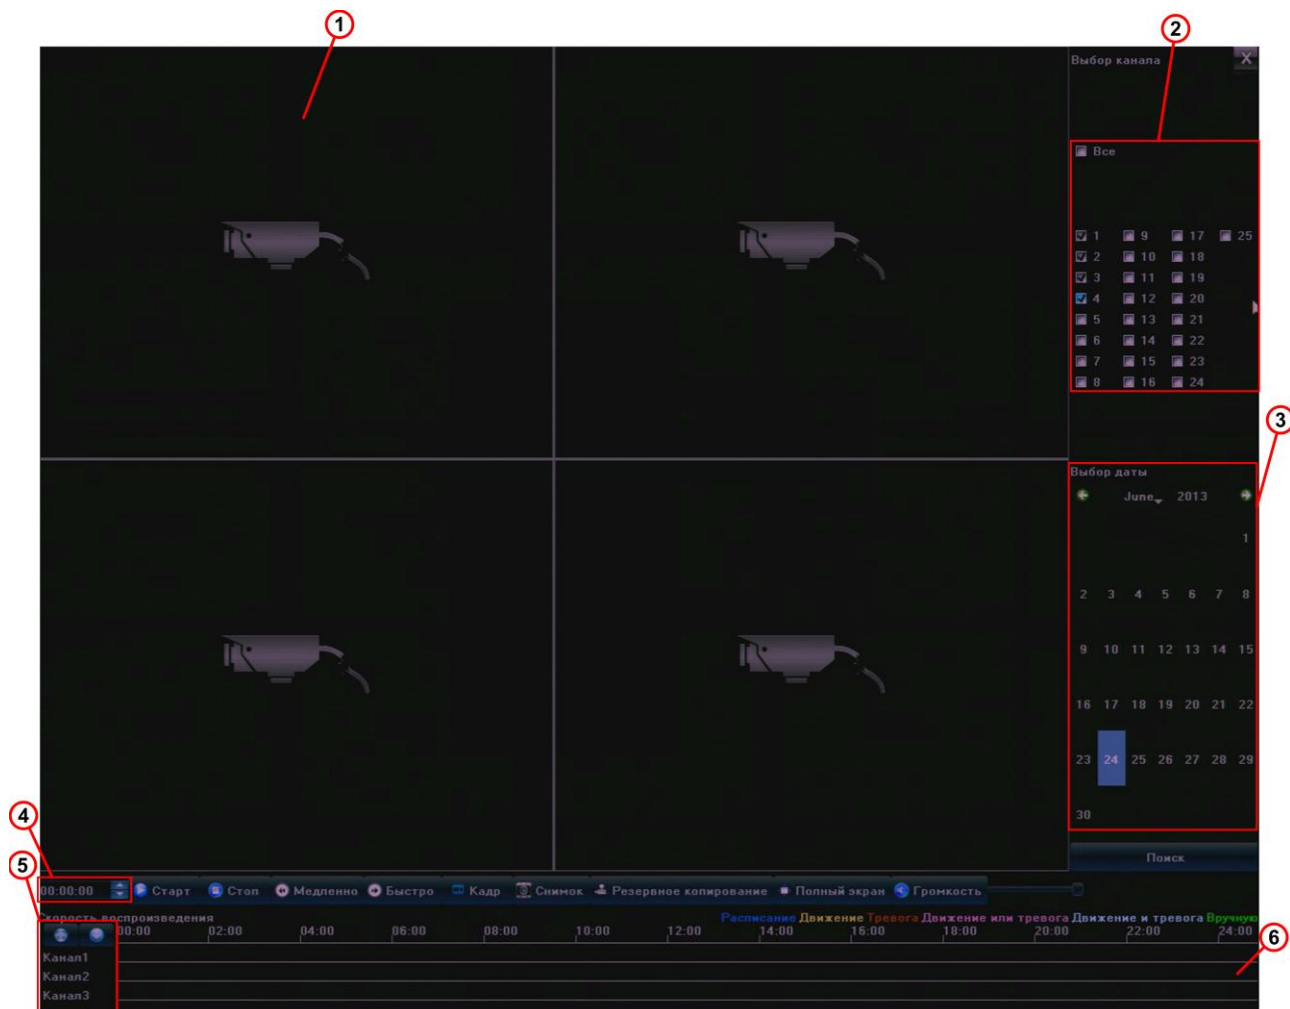 1
2
Выбор канала X
Все
1 9 17 25
2 10 18
3 11 19
4 12 20
5 13 21
6 14 22
7 15 23
8 16 24
3
Выбор даты
June 2013
1
2 3 4 5 6 7 8
9 10 11 12 13 14 15
16 17 18 19 20 21 22
23 24 25 26 27 28 29
30
Поиск
4
5
00:00:00 Старт Стоп Медленно Быстро Кадр Снимок Резервное копирование Полный экран Громкость
Скорость воспроизведения Расписание Движение Тревога Движение или тревога Движение и тревога Вручную
00:00 02:00 04:00 06:00 08:00 10:00 12:00 14:00 16:00 18:00 20:00 22:00 24:00
6
Канал1
Канал2
Канал3